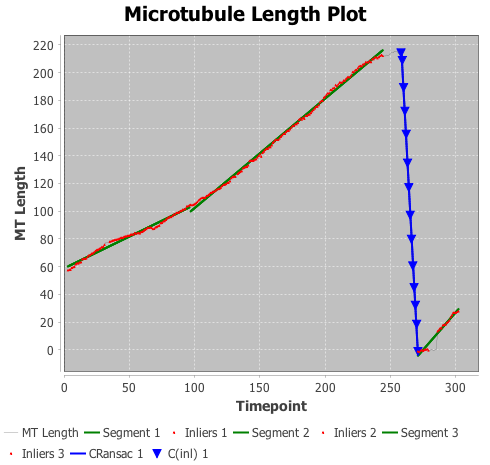 Microtubule Length Plot
220
200
180
160
140
120
100
80
60
40
20
0
MT Length
0 50 100 150 200 250 300
Timepoint
MT Length Segment 1 Inliers 1 Segment 2 Inliers 2 Segment 3
Inliers 3 CRansac 1 C(inl) 1